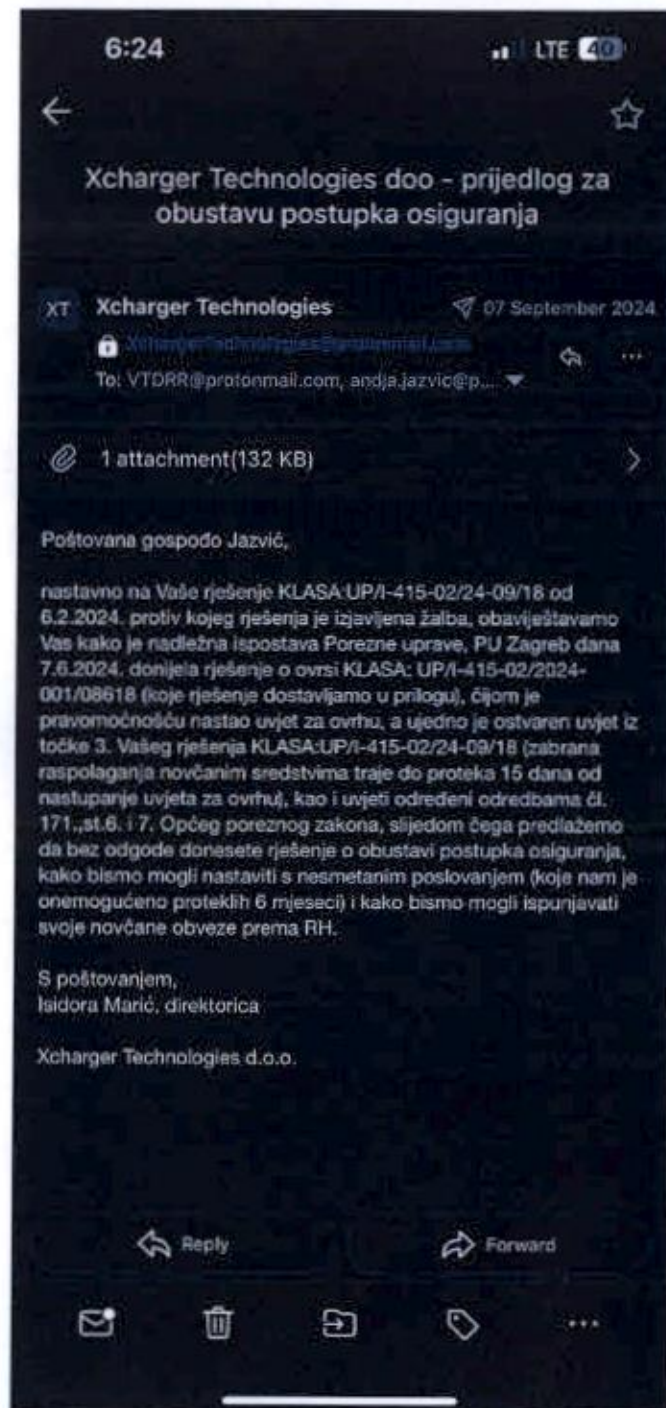 6:24
LTE 40
Xcharger Technologies doo - prijedlog za
obustavu postupka osiguranja
XT
Xcharger Technologies
07 September 2024
To: VTDRR@protonmail.com, andja.jazvic@p...
1 attachment(132 KB)
Poštovana gospođo Jazvić,
nastavno na Vaše rješenje KLASA:UP/I-415-02/24-09/18 od
6.2.2024. protiv kojeg rješenja je izjavljena žalba, obaviještavamo
Vas kako je nadležna ispostava Porezne uprave, PU Zagreb dana
7.6.2024. donijela rješenje o ovrsi KLASA: UP/I-415-02/2024-
001/08618 (koje rješenje dostavljamo u prilogu), čijom je
pravomoćnošću nastao uvjet za ovrhu, a ujedno je ostvaren uvjet iz
točke 3. Vašeg rješenja KLASA:UP/I-415-02/24-09/18 (zabrana
raspolaganja novčanim sredstvima traje do proteka 15 dana od
nastupanje uvjeta za ovrhu), kao i uvjeti određeni odredbama čl.
171.,st.6. i 7. Općeg poreznog zakona, slijedom čega predlažemo
da bez odgode donesete rješenje o obustavi postupka osiguranja,
kako bismo mogli nastaviti s nesmetanim poslovanjem (koje nam je
onemogućeno proteklih 6 mjeseci) i kako bismo mogli ispunjavati
svoje novčane obveze prema RH.
S poštovanjem,
Isidora Marić, direktorica
Xcharger Technologies d.o.o.
Reply
Forward